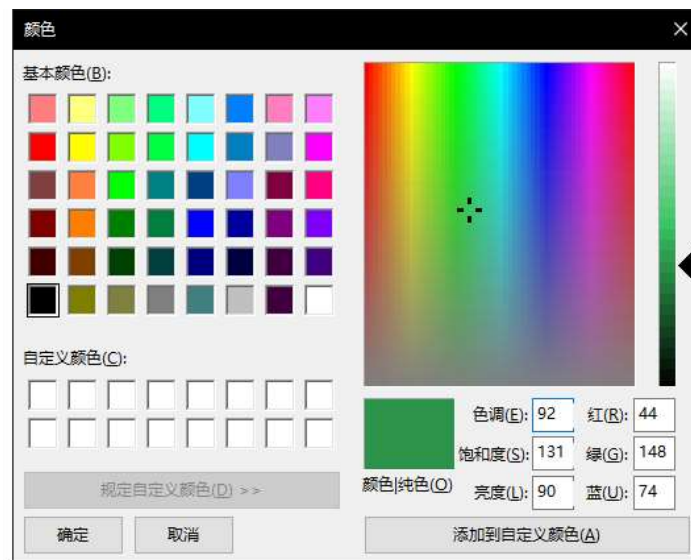 颜色
基本颜色(B):
自定义颜色(C):
规定自定义颜色(D) >>
确定 取消
颜色|纯色(O)
色调(E): 92 红(R): 44
饱和度(S): 131 绿(G): 148
亮度(L): 90 蓝(U): 74
添加到自定义颜色(A)